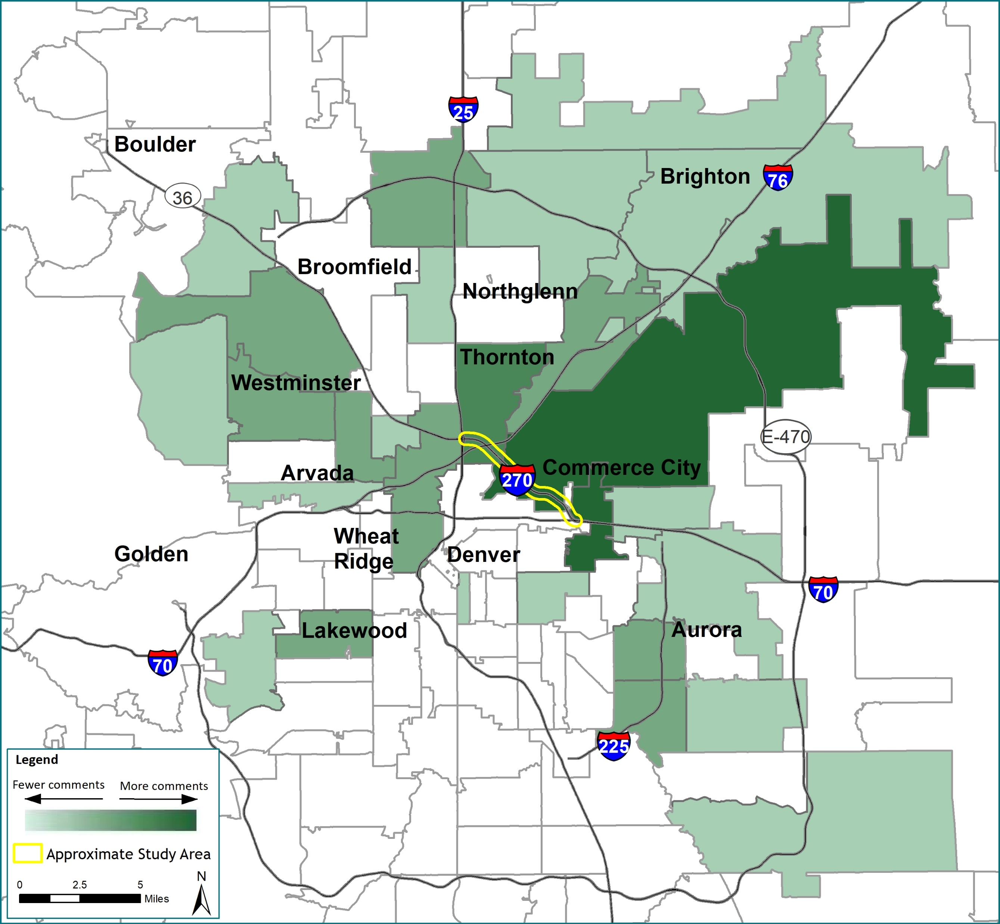 25
Boulder
Brighton
76
36
Broomfield
Northglenn
Thornton
Westminster
E-470
Commerce City
Arvada
270
Wheat
Ridge
Golden
Denver
70
Lakewood
Aurora
70
225
Legend
Fewer comments
More comments
Approximate Study Area
N
0 2.5 5
Miles